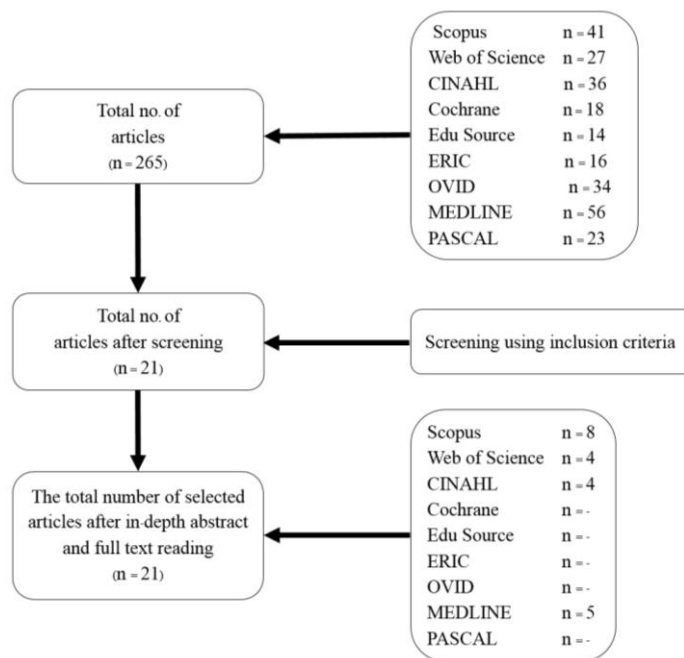 Total no. of
articles
(n = 265)
Scopus n = 41
Web of Science n = 27
CINAHL n = 36
Cochrane n = 18
Edu Source n = 14
ERIC n = 16
OVID n = 34
MEDLINE n = 56
PASCAL n = 23
Total no. of
articles after screening
(n = 21)
Screening using inclusion criteria
The total number of selected
articles after in-depth abstract
and full text reading
(n = 21)
Scopus n = 8
Web of Science n = 4
CINAHL n = 4
Cochrane n = -
Edu Source n = -
ERIC n = -
OVID n = -
MEDLINE n = 5
PASCAL n = -